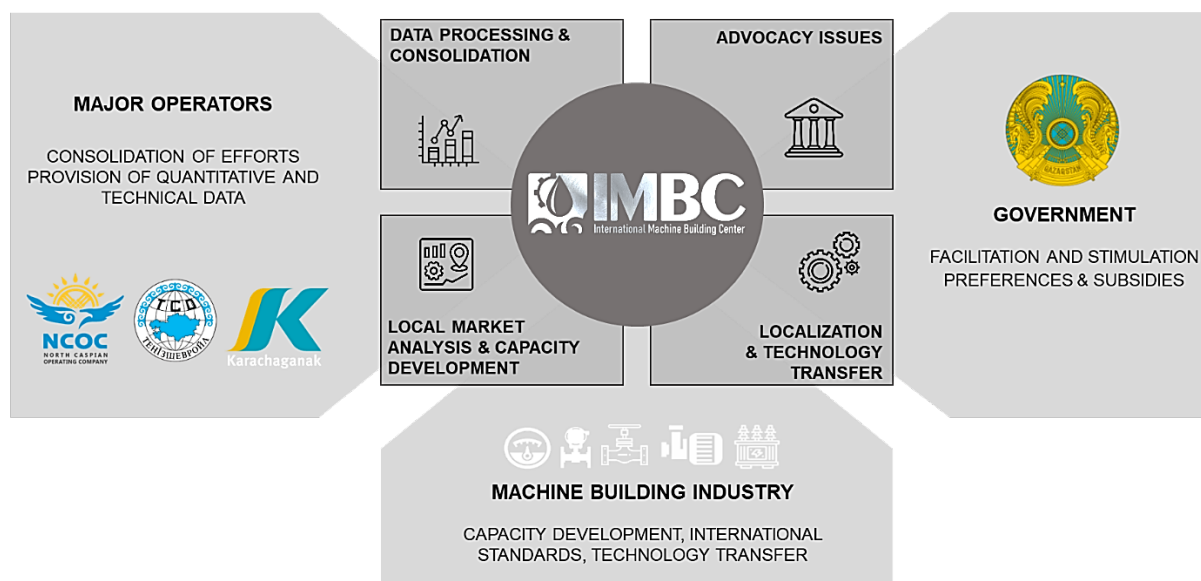 MAJOR OPERATORS
CONSOLIDATION OF EFFORTS
PROVISION OF QUANTITATIVE AND
TECHNICAL DATA
NCOC
NORTH CASPIAN
OPERATING COMPANY
T.C.O
ТЕҢІЗШЕВРОЙЛ
Karachaganak
DATA PROCESSING &
CONSOLIDATION
ADVOCACY ISSUES
IMBC
International Machine Building Center
LOCAL MARKET
ANALYSIS & CAPACITY
DEVELOPMENT
LOCALIZATION
& TECHNOLOGY
TRANSFER
QAZAQSTAN
GOVERNMENT
FACILITATION AND STIMULATION
PREFERENCES & SUBSIDIES
MACHINE BUILDING INDUSTRY
CAPACITY DEVELOPMENT, INTERNATIONAL
STANDARDS, TECHNOLOGY TRANSFER